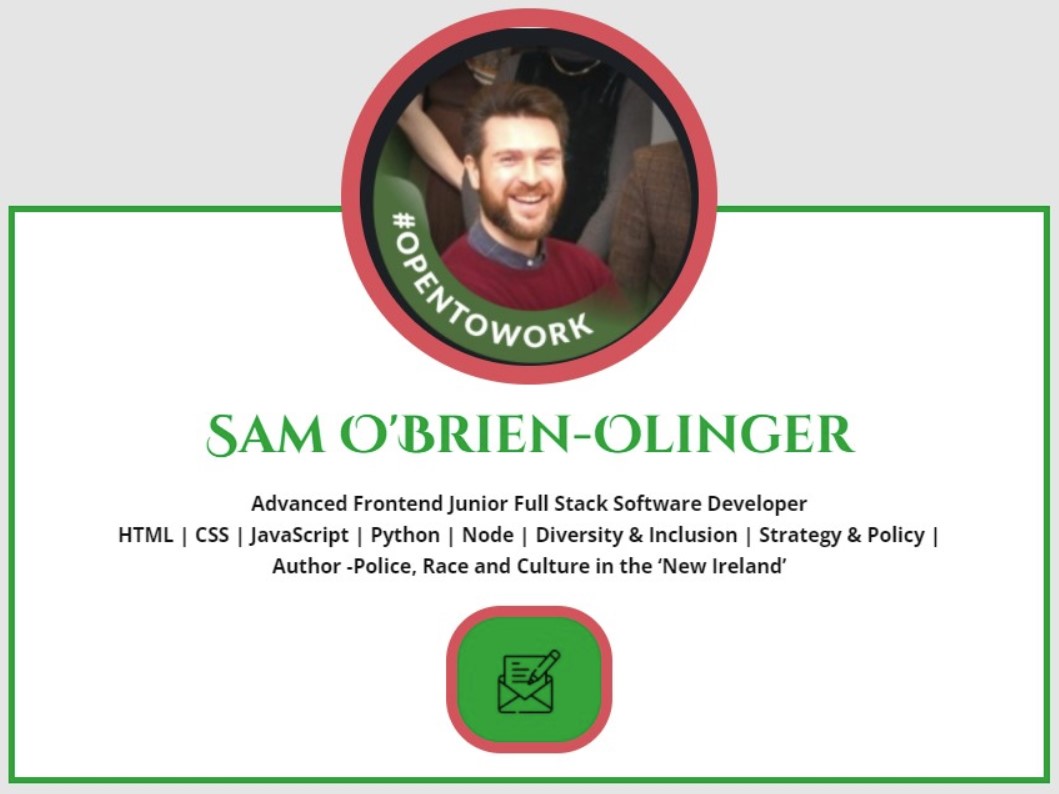 #OPENTOWORK
SAM O'BRIEN-OLINGER
Advanced Frontend Junior Full Stack Software Developer
HTML | CSS | JavaScript | Python | Node | Diversity & Inclusion | Strategy & Policy |
Author -Police, Race and Culture in the ‘New Ireland’